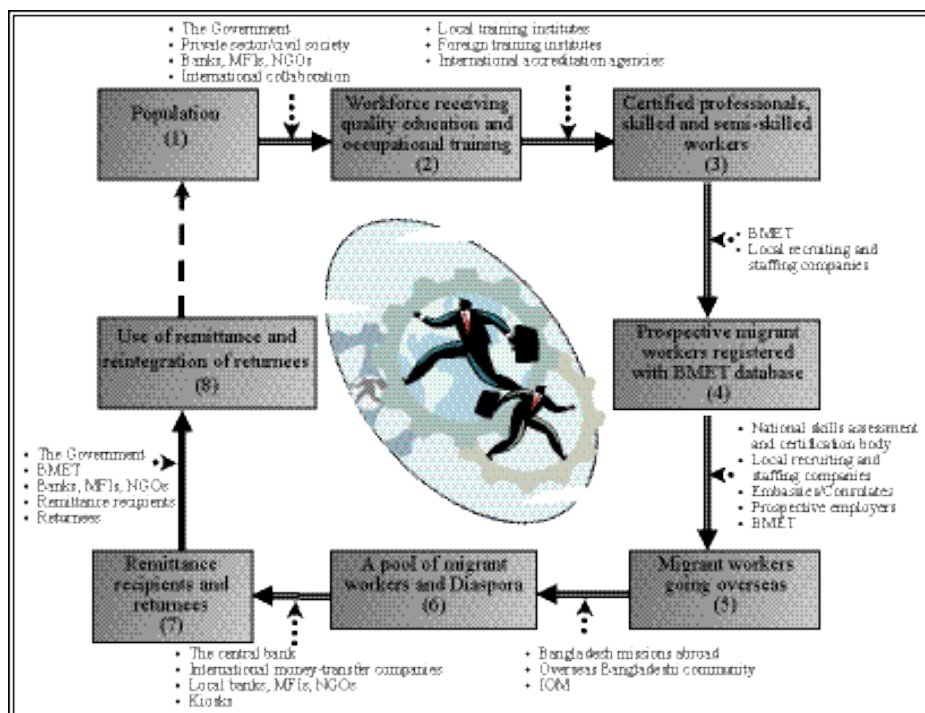 • The Government
• Private sector/civil society
• Banks, MFIs, NGOs
• International collaboration
• Local training institutes
• Foreign training institutes
• International accreditation agencies
Population
(1)
Workforce receiving
quality education and
occupational training
(2)
Certified professionals,
skilled and semi-skilled
workers
(3)
• BMET
• Local recruiting and
staffing companies
Prospective migrant
workers registered
with BMET database
(4)
• National skills assessment
and certification body
• Local recruiting and
staffing companies
• Embassies/Consulates
• Prospective employers
• BMET
Migrant workers
going overseas
(5)
• Bangladesh missions abroad
• Overseas Bangladeshi community
• IOM
A pool of migrant
workers and Diaspora
(6)
• The central bank
• International money-transfer companies
• Local banks, MFIs, NGOs
• Kiosks
Remittance
recipients and
returnees
(7)
• The Government
• BMET
• Banks, MFIs, NGOs
• Remittance recipients
• Returnees
Use of remittance and
reintegration of returnees
(8)